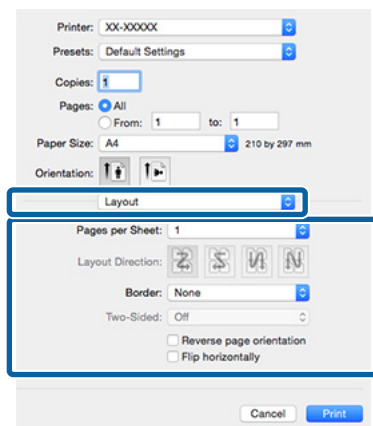 Printer: XX-XXXXX
Presets: Default Settings
Copies: 1
Pages: All
From: 1 to: 1
Paper Size: A4 210 by 297 mm
Orientation:
Layout
Pages per Sheet: 1
Layout Direction:
Border: None
Two-Sided: Off
Reverse page orientation
Flip horizontally
Cancel Print